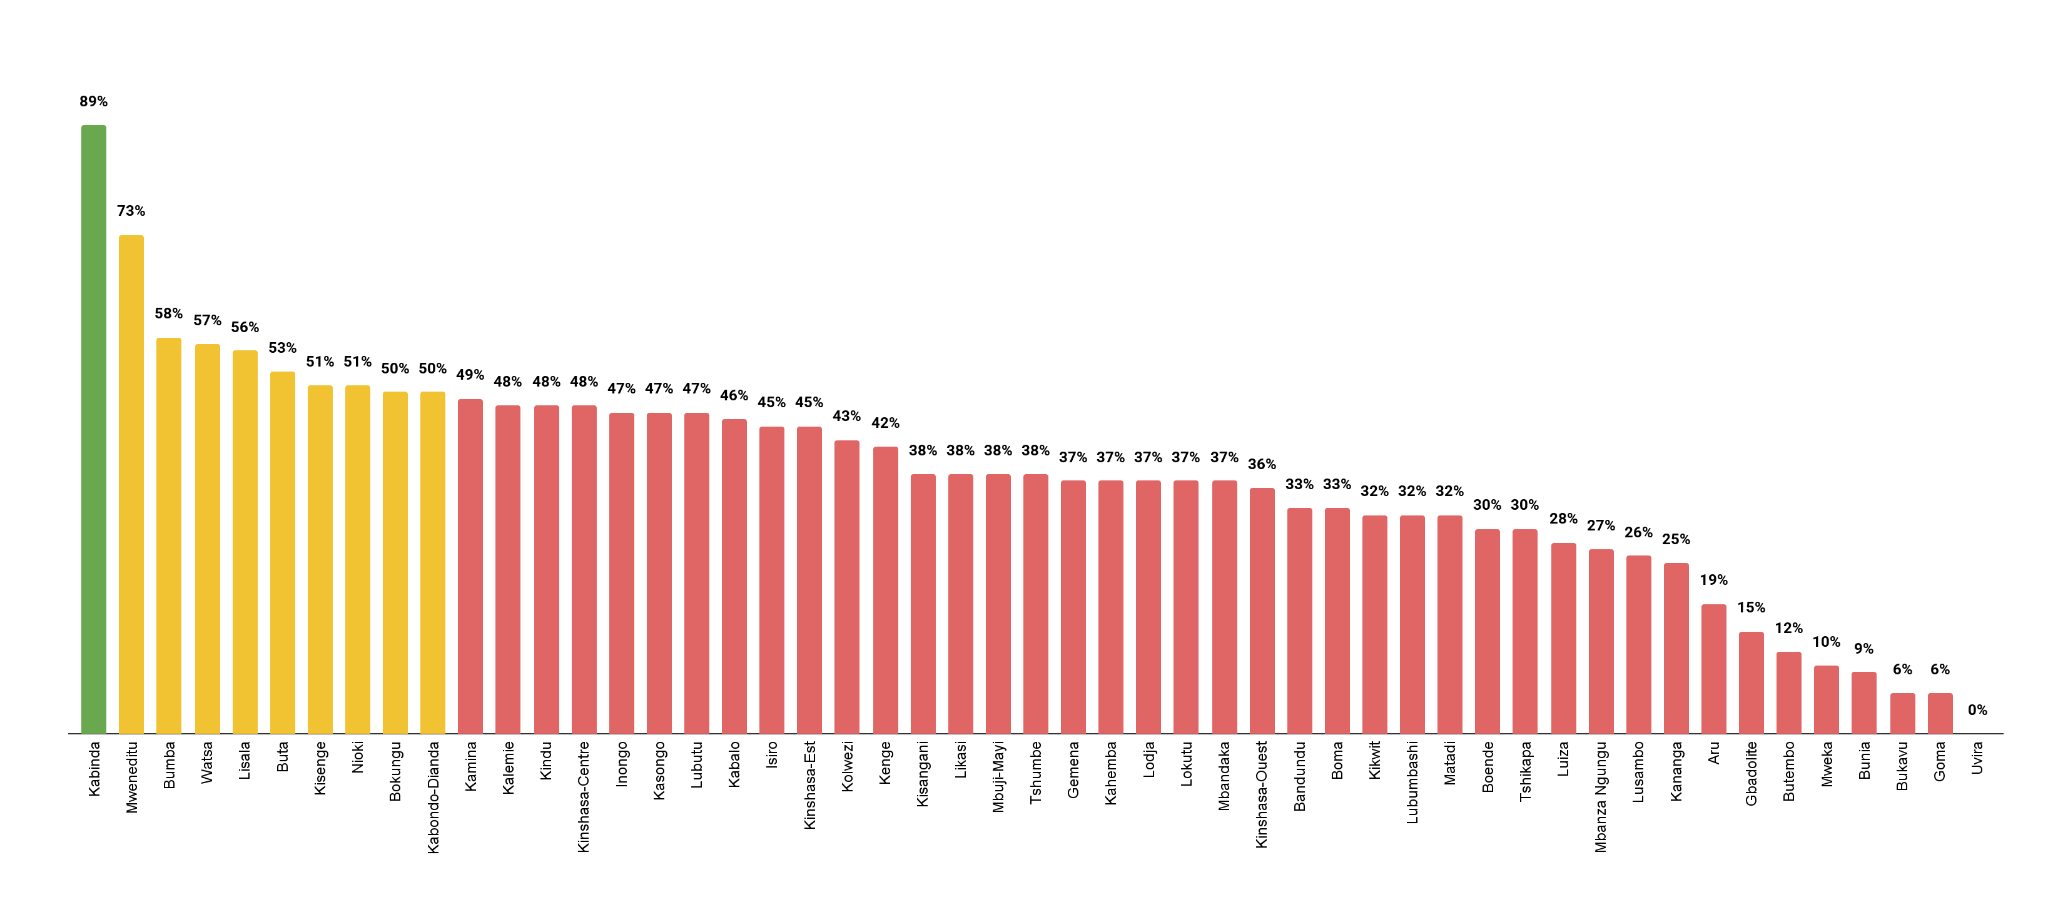 89%
73%
58%
57%
56%
53%
51%
51%
50%
50%
49%
48%
48%
48%
47%
47%
47%
46%
45%
45%
43%
42%
38%
38%
38%
38%
37%
37%
37%
37%
37%
36%
33%
33%
32%
32%
32%
30%
30%
28%
27%
26%
25%
19%
15%
12%
10%
9%
6%
6%
0%
Kabinda
Mweneditu
Bumba
Watsa
Lisala
Buta
Kisenge
Nioki
Bokungu
Kabondo-Dianda
Kamina
Kalemie
Kindu
Kinshasa-Centre
Inongo
Kasongo
Lubutu
Kabalo
Isiro
Kinshasa-Est
Kolwezi
Kenge
Kisangani
Likasi
Mbuji-Mayi
Tshumbe
Gemena
Kahemba
Lodja
Lokutu
Mbandaka
Kinshasa-Ouest
Bandundu
Boma
Kikwit
Lubumbashi
Matadi
Boende
Tshikapa
Luiza
Mbanza Ngungu
Lusambo
Kananga
Aru
Gbadolite
Butembo
Mweka
Bunia
Bukavu
Goma
Uvira